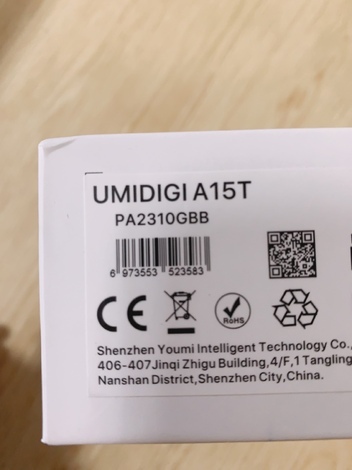 UMIDIGI A15T
PA2310GBB
6 973553 523583
CE
RoHS
Shenzhen Youmi Intelligent Technology Co.,
406-407Jinqi Zhigu Building,4/F,1 Tangling
Nanshan District,Shenzhen City,China.